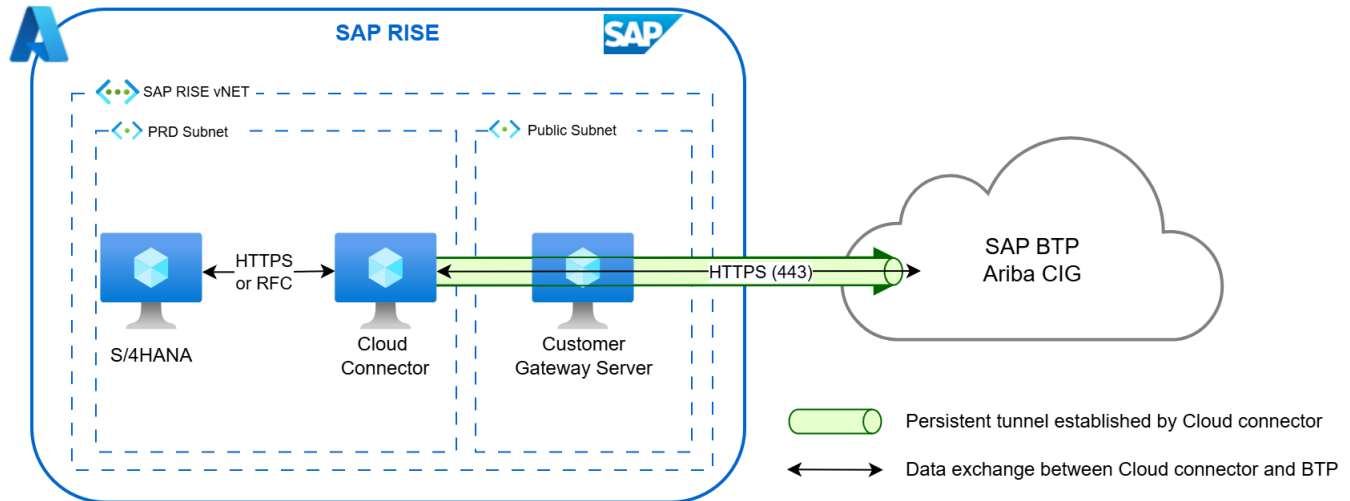 SAP RISE
SAP
SAP RISE vNET
PRD Subnet
Public Subnet
HTTPS
or RFC
HTTPS (443)
SAP BTP
Ariba CIG
S/4HANA
Cloud
Connector
Customer
Gateway Server
Persistent tunnel established by Cloud connector
Data exchange between Cloud connector and BTP